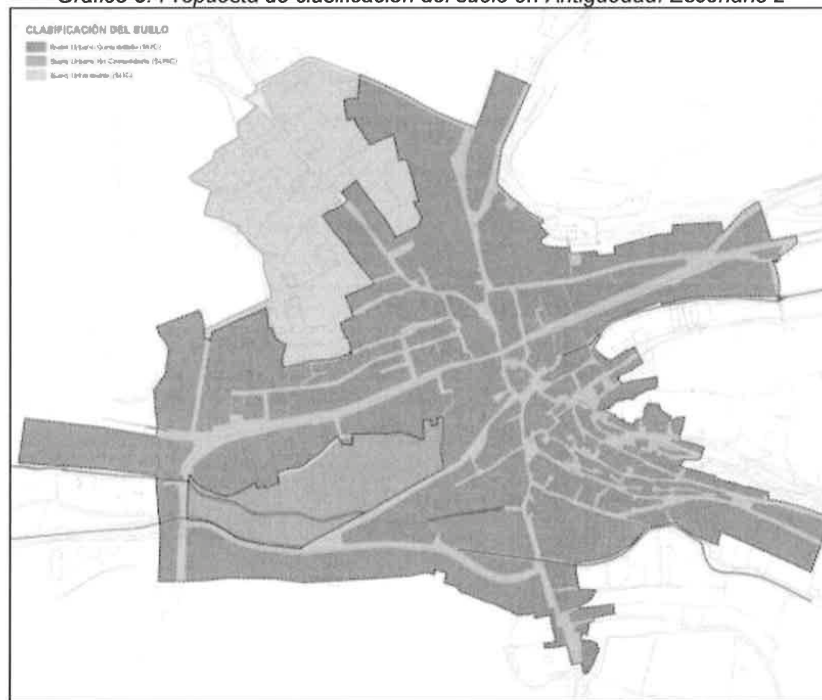 Gráfico 3. Propuesta de clasificación del suelo en Antigüedad. Escenario 2
CLASIFICACIÓN DEL SUELO
Suelo Urbano Consolidado (SUC)
Suelo Urbano No Consolidado (SUNC)
Suelo Urbanizable